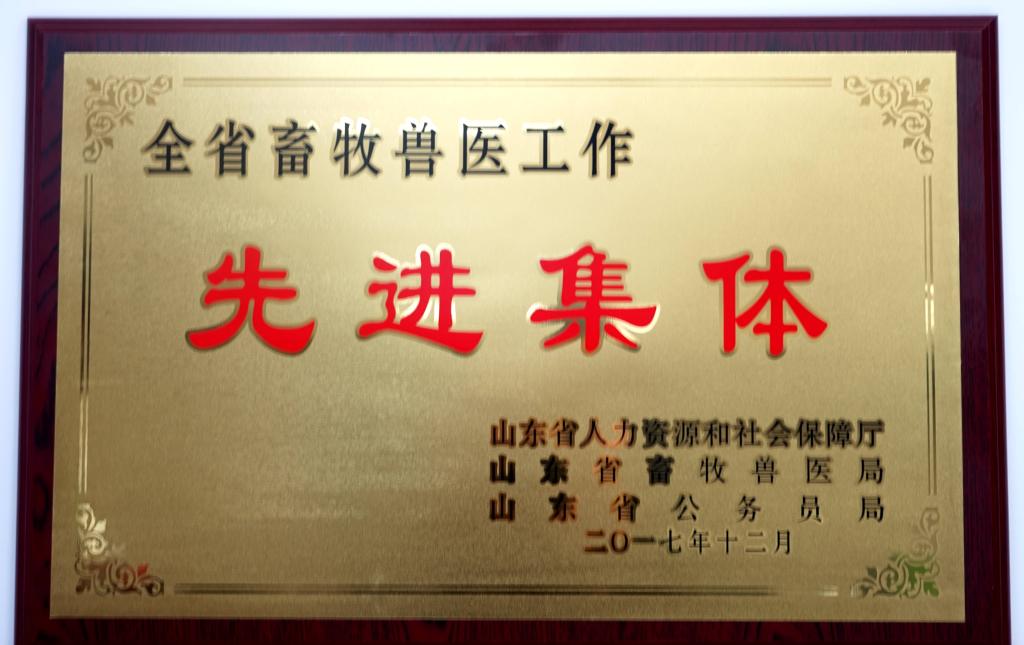 全省畜牧兽医工作
先进集体
山东省人力资源和社会保障厅
山东省畜牧兽医局
山东省公务员局
二〇一七年十二月